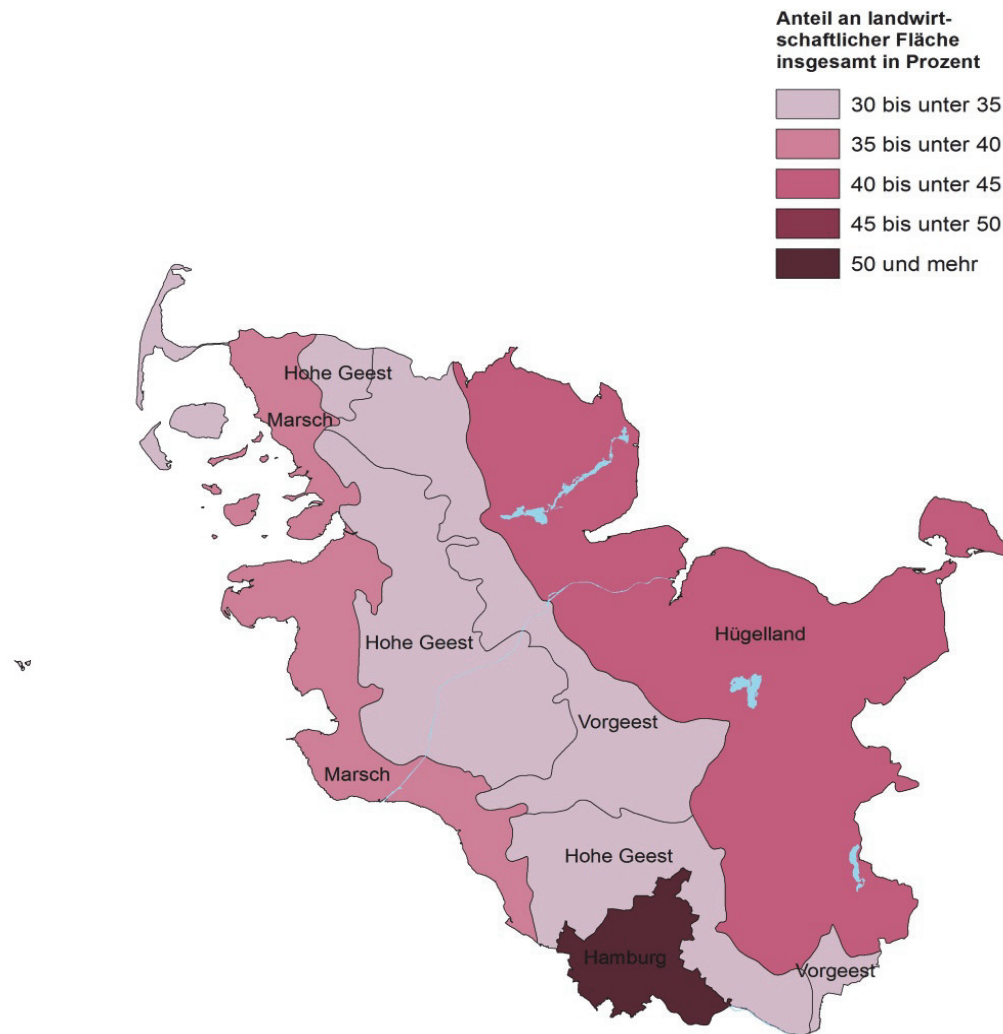 Anteil an landwirt-
schaftlicher Fläche
insgesamt in Prozent
30 bis unter 35
35 bis unter 40
40 bis unter 45
45 bis unter 50
50 und mehr
Hohe Geest
Marsch
Hügelland
Hohe Geest
Vorgeest
Marsch
Hohe Geest
Hamburg
Vorgeest